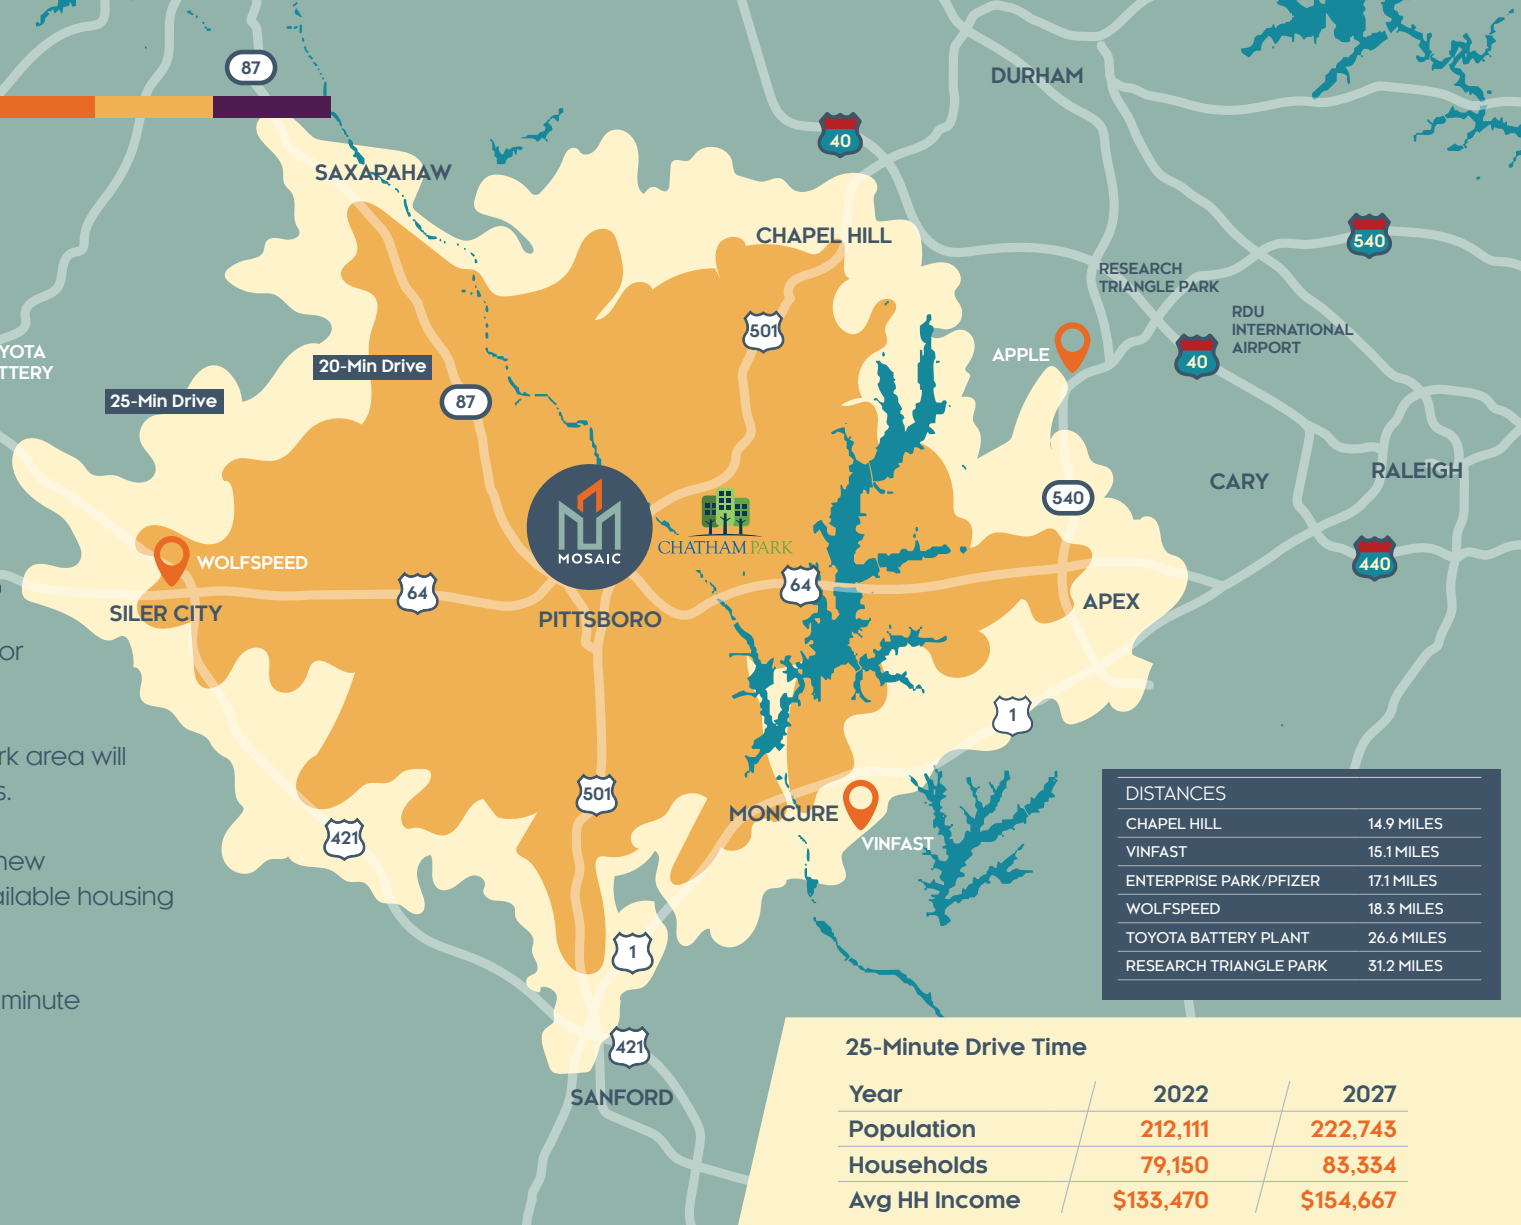 87
DURHAM
40
SAXAPAHAW
CHAPEL HILL
540
RESEARCH
TRIANGLE PARK
RDU
INTERNATIONAL
AIRPORT
40
501
APPLE
YOTA
TTERY
20-Min Drive
25-Min Drive
87
CARY
RALEIGH
540
MOSAIC
CHATHAM PARK
WOLFSPEED
440
64
64
SILER CITY
PITTSBORO
APEX
or
1
rk area will
s.
501
MONCURE
VINFAST
421
new
ailable housing
1
minute
421
SANFORD
DISTANCES
CHAPEL HILL 14.9 MILES
VINFAST 15.1 MILES
ENTERPRISE PARK/PFIZER 17.1 MILES
WOLFSPEED 18.3 MILES
TOYOTA BATTERY PLANT 26.6 MILES
RESEARCH TRIANGLE PARK 31.2 MILES
25-Minute Drive Time
Year 2022 2027
Population 212,111 222,743
Households 79,150 83,334
Avg HH Income $133,470 $154,667